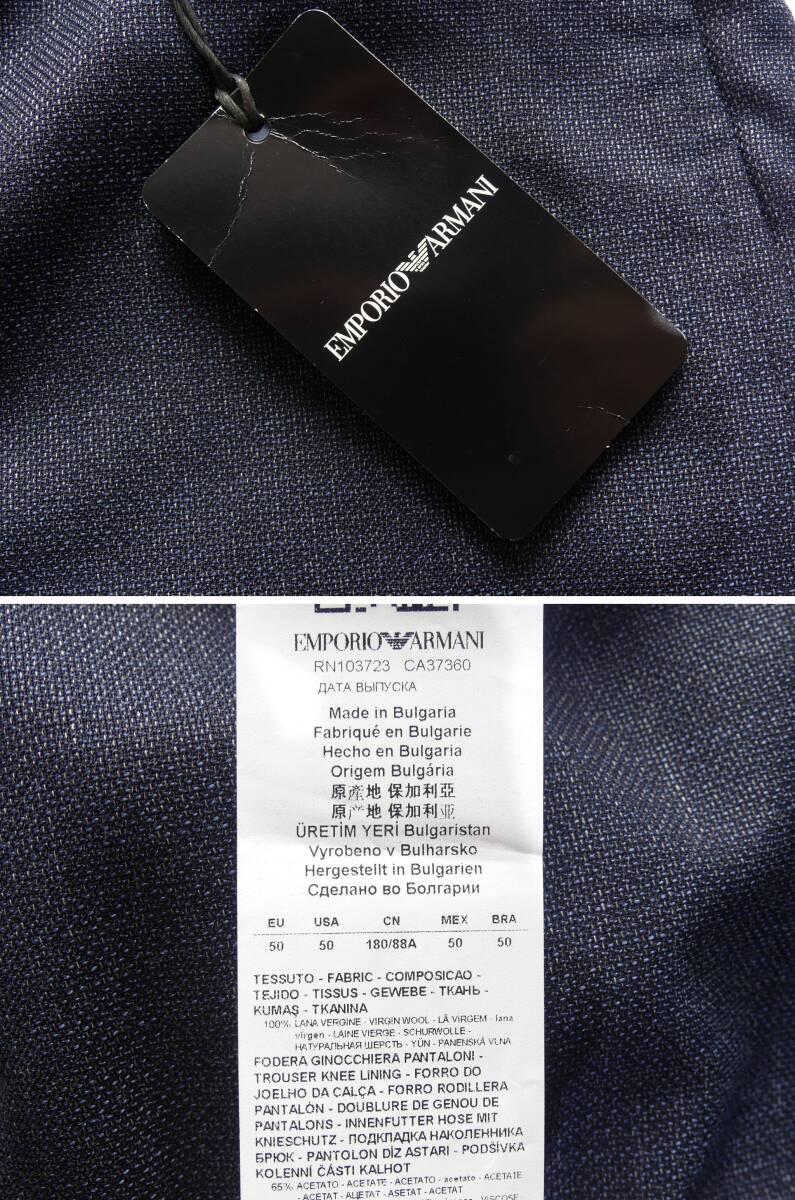 EMPORIO ARMANI
EMPORIO ARMANI
RN103723 CA37360
ДАТА ВЫПУСКА
Made in Bulgaria
Fabriqué en Bulgarie
Hecho en Bulgaria
Origem Bulgária
原產地 保加利亞
原产地 保加利亚
ÜRETİM YERİ Bulgaristan
Vyrobeno v Bulharsko
Hergestellt in Bulgarien
Сделано во Болгарии
EU USA CN MEX BRA
50 50 180/88A 50 50
TESSUTO - FABRIC - COMPOSICAO -
TEJIDO - TISSUS - GEWEBE - ТКАНЬ -
KUMAŞ - TKANINA
100% LANA VERGINE - VIRGIN WOOL - LÃ VIRGEM - lana
virgen - LAINE VIERGE - SCHURWOLLE -
НАТУРАЛЬНАЯ ШЕРСТЬ - YÜN - PANENSKÁ VLNA
FODERA GINOCCHIERA PANTALONI -
TROUSER KNEE LINING - FORRO DO
JOELHO DA CALÇA - FORRO RODILLERA
PANTALÓN - DOUBLURE DE GENOU DE
PANTALONS - INNENFUTTER HOSE MIT
KNIESCHUTZ - ПОДКЛАДКА НАКОЛЕННИКА
БРЮК - PANTOLON DİZ ASTARI - PODŠÍVKA
KOLENNÍ ČÁSTI KALHOT
65% ACETATO - ACETATE - ACETATO - acetato - ACETATE
- ACETAT - АЦЕТАТ - ASETAT - ACETAT
VISCOSE